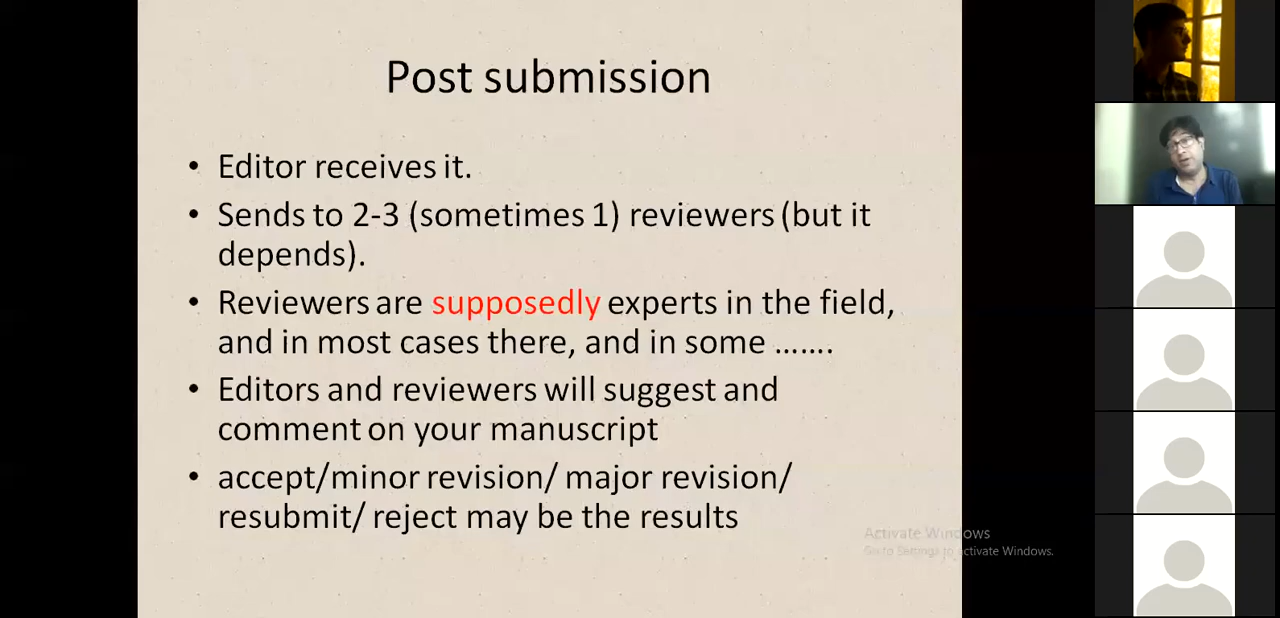 Post submission
• Editor receives it.
• Sends to 2-3 (sometimes 1) reviewers (but it
depends).
• Reviewers are supposedly experts in the field,
and in most cases there, and in some …….
• Editors and reviewers will suggest and
comment on your manuscript
• accept/minor revision/ major revision/
resubmit/ reject may be the results
Activate Windows
Go to Settings to activate Windows.